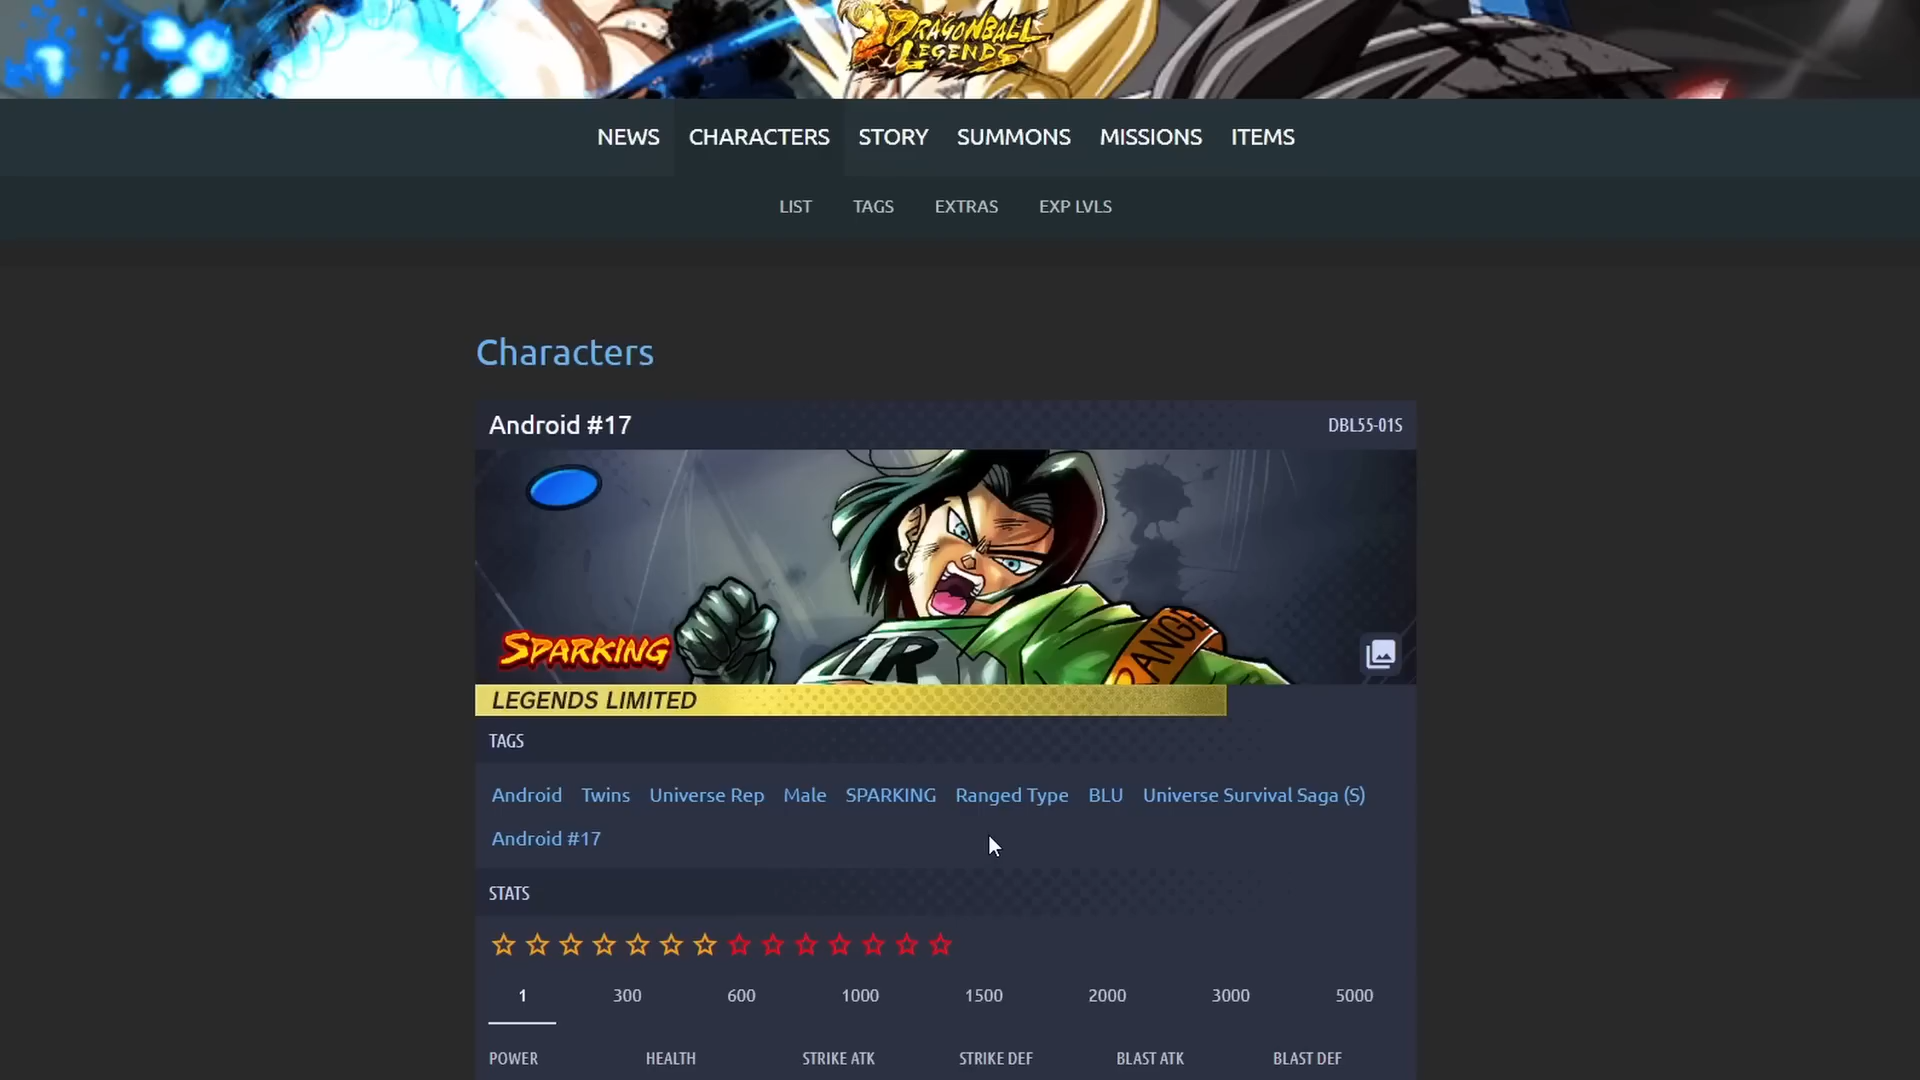 DRAGONBALL
LEGENDS
NEWS CHARACTERS STORY SUMMONS MISSIONS ITEMS
LIST TAGS EXTRAS EXP LVLS
Characters
Android #17 DBL55-01S
IR
RANGE
SPARKING
LEGENDS LIMITED
TAGS
Android Twins Universe Rep Male SPARKING Ranged Type BLU Universe Survival Saga (S)
Android #17
STATS
1 300 600 1000 1500 2000 3000 5000
POWER HEALTH STRIKE ATK STRIKE DEF BLAST ATK BLAST DEF